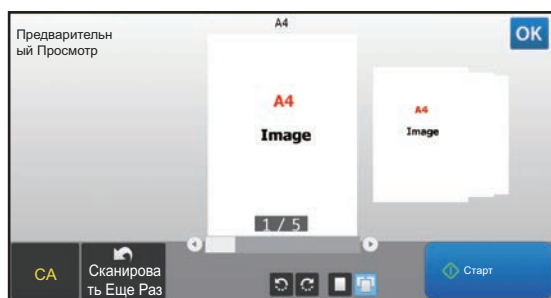 A4
Предварительн
ый Просмотр
OK
A4
Image
A4
Image
1 / 5
CA
Сканирова
ть Еще Раз
Старт